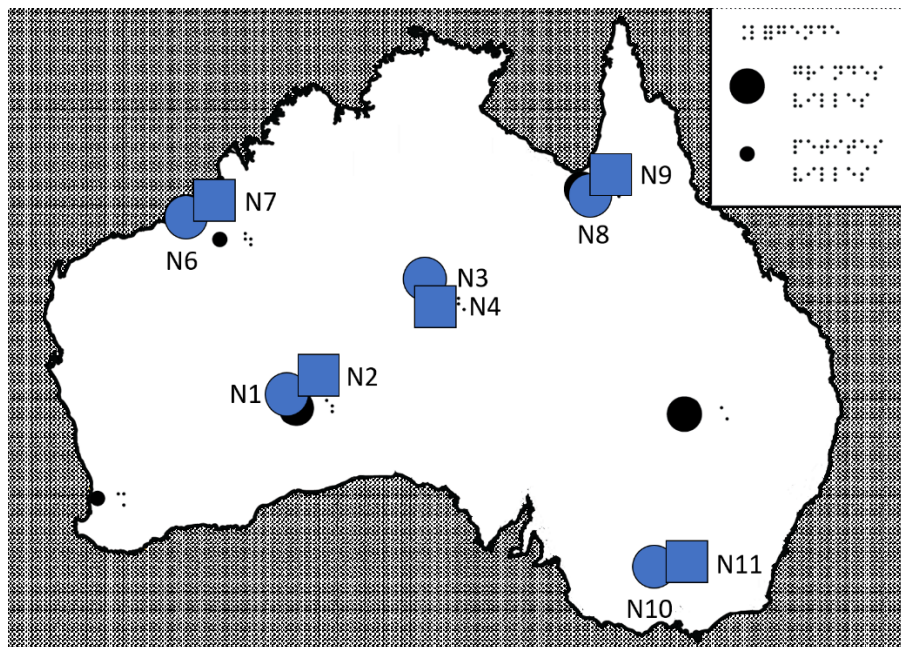 ⠨⠇⠿⠛⠑⠝⠙⠑
⠛⠗⠁⠝⠙⠑⠎
⠧⠊⠇⠇⠑⠎
⠏⠑⠞⠊⠞⠑⠎
⠧⠊⠇⠇⠑⠎
N9
N7
N8
N6
N3
N4
N2
N1
N11
N10